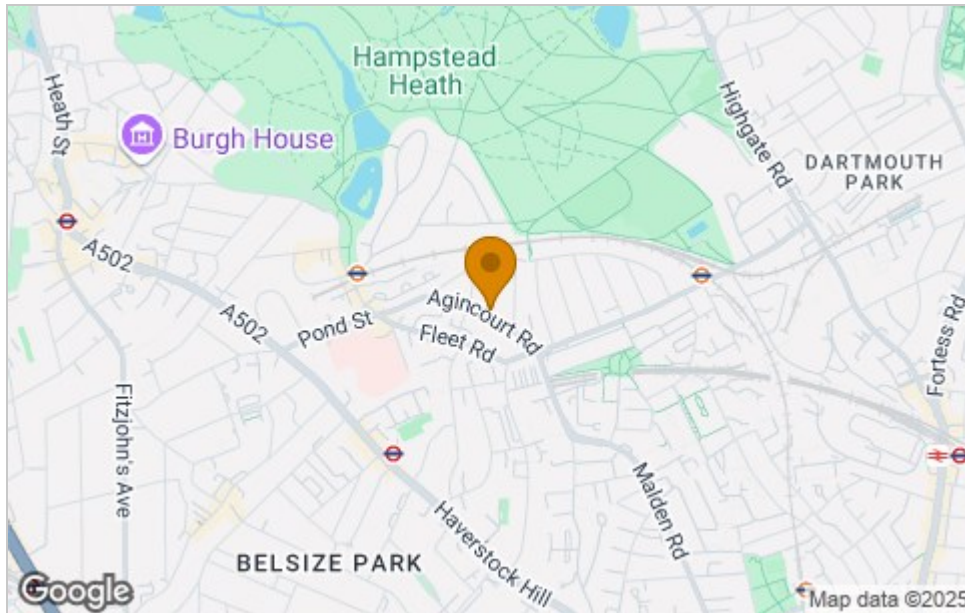 Hampstead
Heath
Heath St
Burgh House
Highgate Rd
DARTMOUTH
PARK
A502
A502
Pond St
Agincourt Rd
Fleet Rd
Fortess Rd
Fitzjohn's Ave
Malden Rd
Haverstock Hill
BELSIZE PARK
Google
Map data ©2025